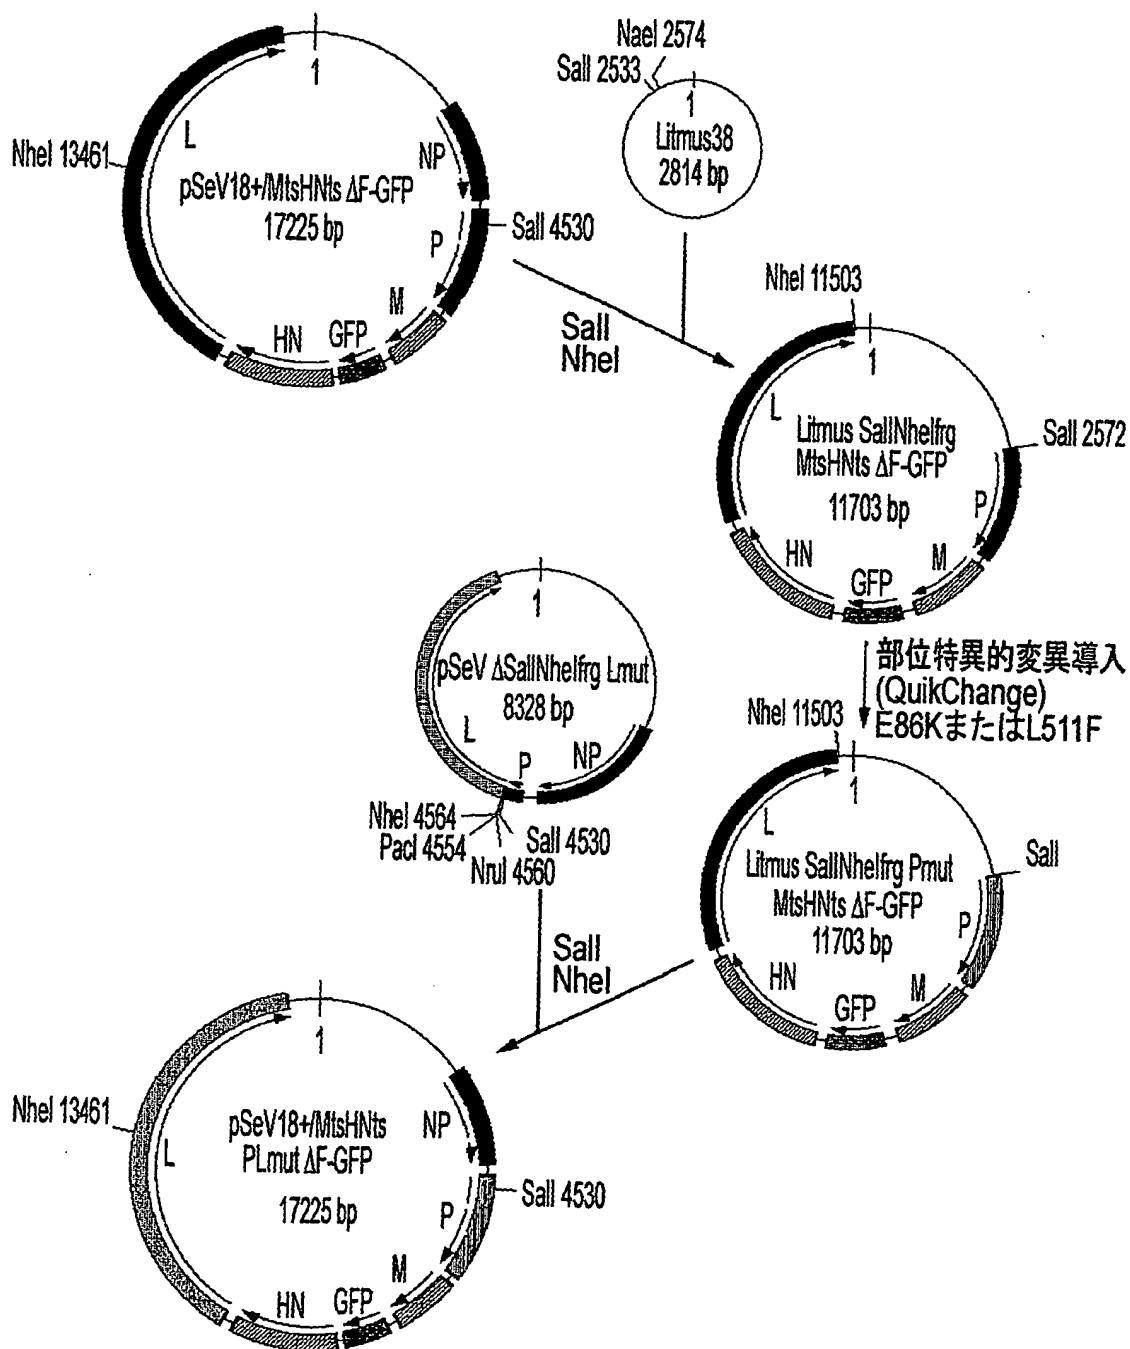 1
L
NP
NheI 13461
pSeV18+/MtsHNts ΔF-GFP
17225 bp
SalI 4530
P
M
HN
GFP
NaeI 2574
SalI 2533
1
Litmus38
2814 bp
SalI
NheI
NheI 11503
1
L
Litmus SalINheIfrg
MtsHNts ΔF-GFP
11703 bp
SalI 2572
P
M
HN
GFP
部位特異的変異導入
(QuikChange)
E86KまたはL511F
1
pSeV ΔSalINheIfrg Lmut
8328 bp
L
P
NP
NheI 4564
PacI 4554
NruI 4560
SalI 4530
NheI 11503
1
L
Litmus SalINheIfrg Pmut
MtsHNts ΔF-GFP
11703 bp
SalI
P
M
HN
GFP
SalI
NheI
1
NheI 13461
L
NP
pSeV18+/MtsHNts
PLmut ΔF-GFP
17225 bp
SalI 4530
P
M
HN
GFP